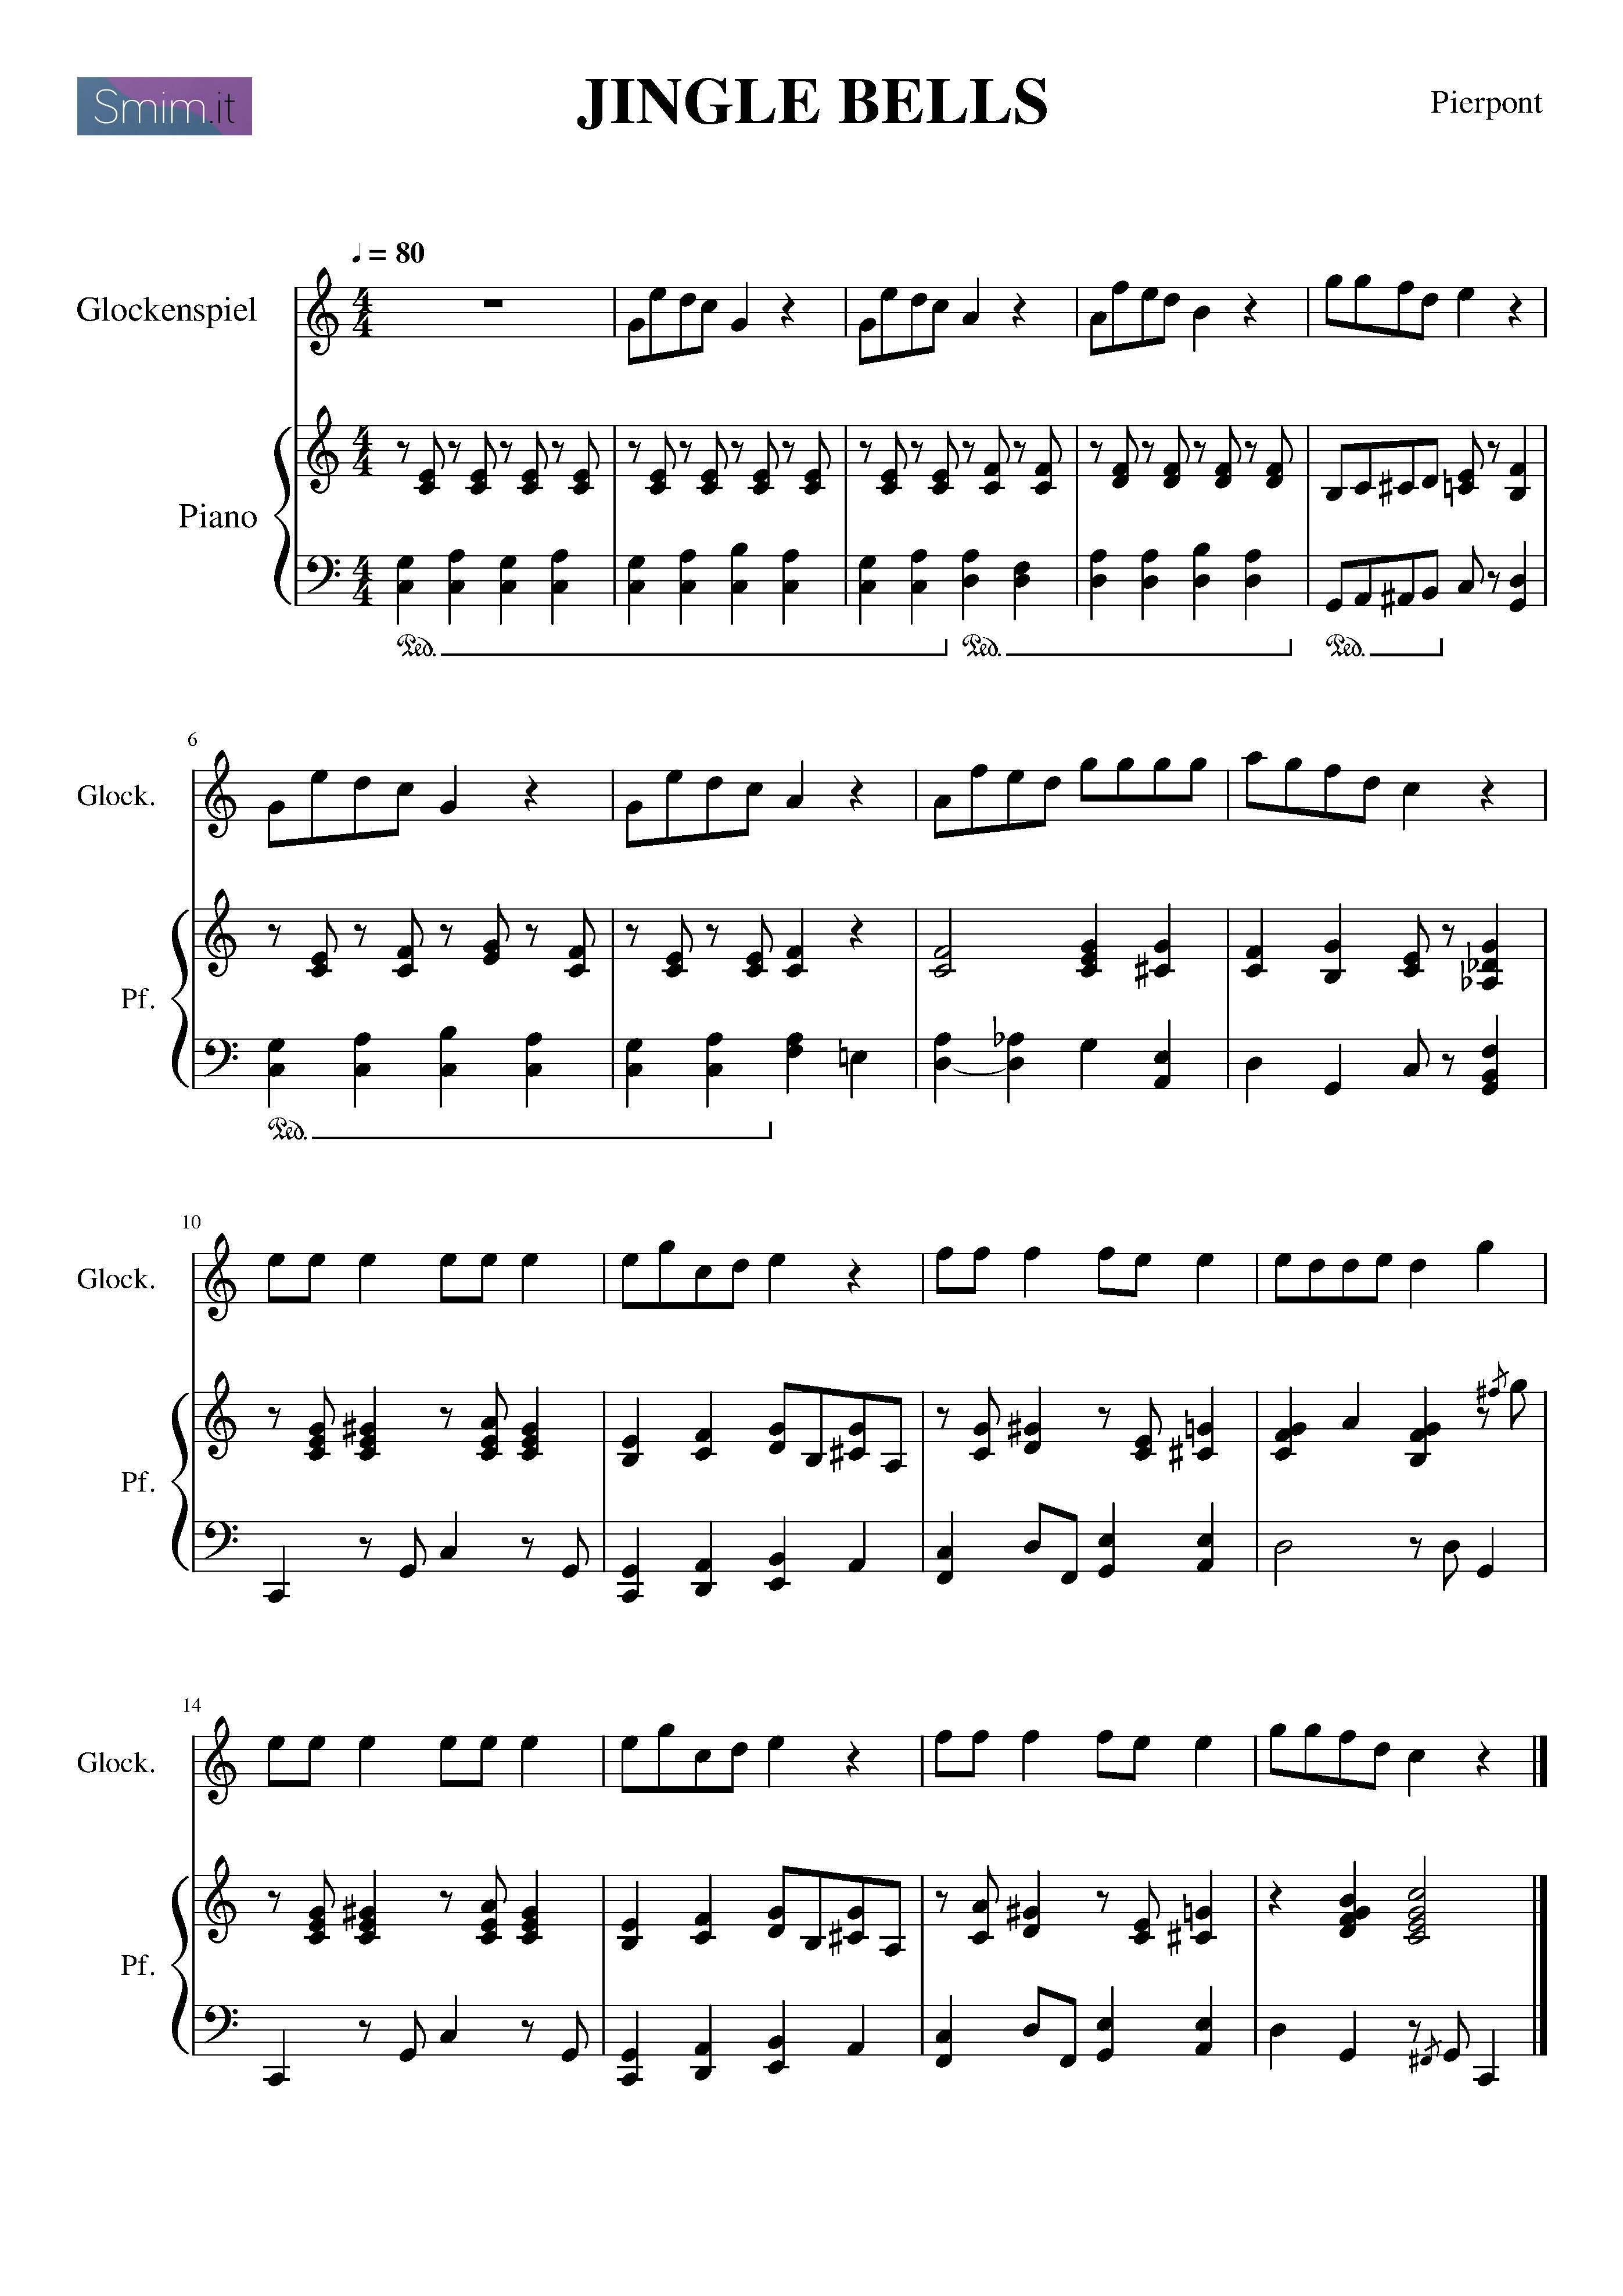 Smim.it
JINGLE BELLS
Pierpont
♩ = 80
Glockenspiel
Piano
Ped.
Ped.
Ped.
6
Glock.
Pf.
Ped.
10
Glock.
Pf.
14
Glock.
Pf.